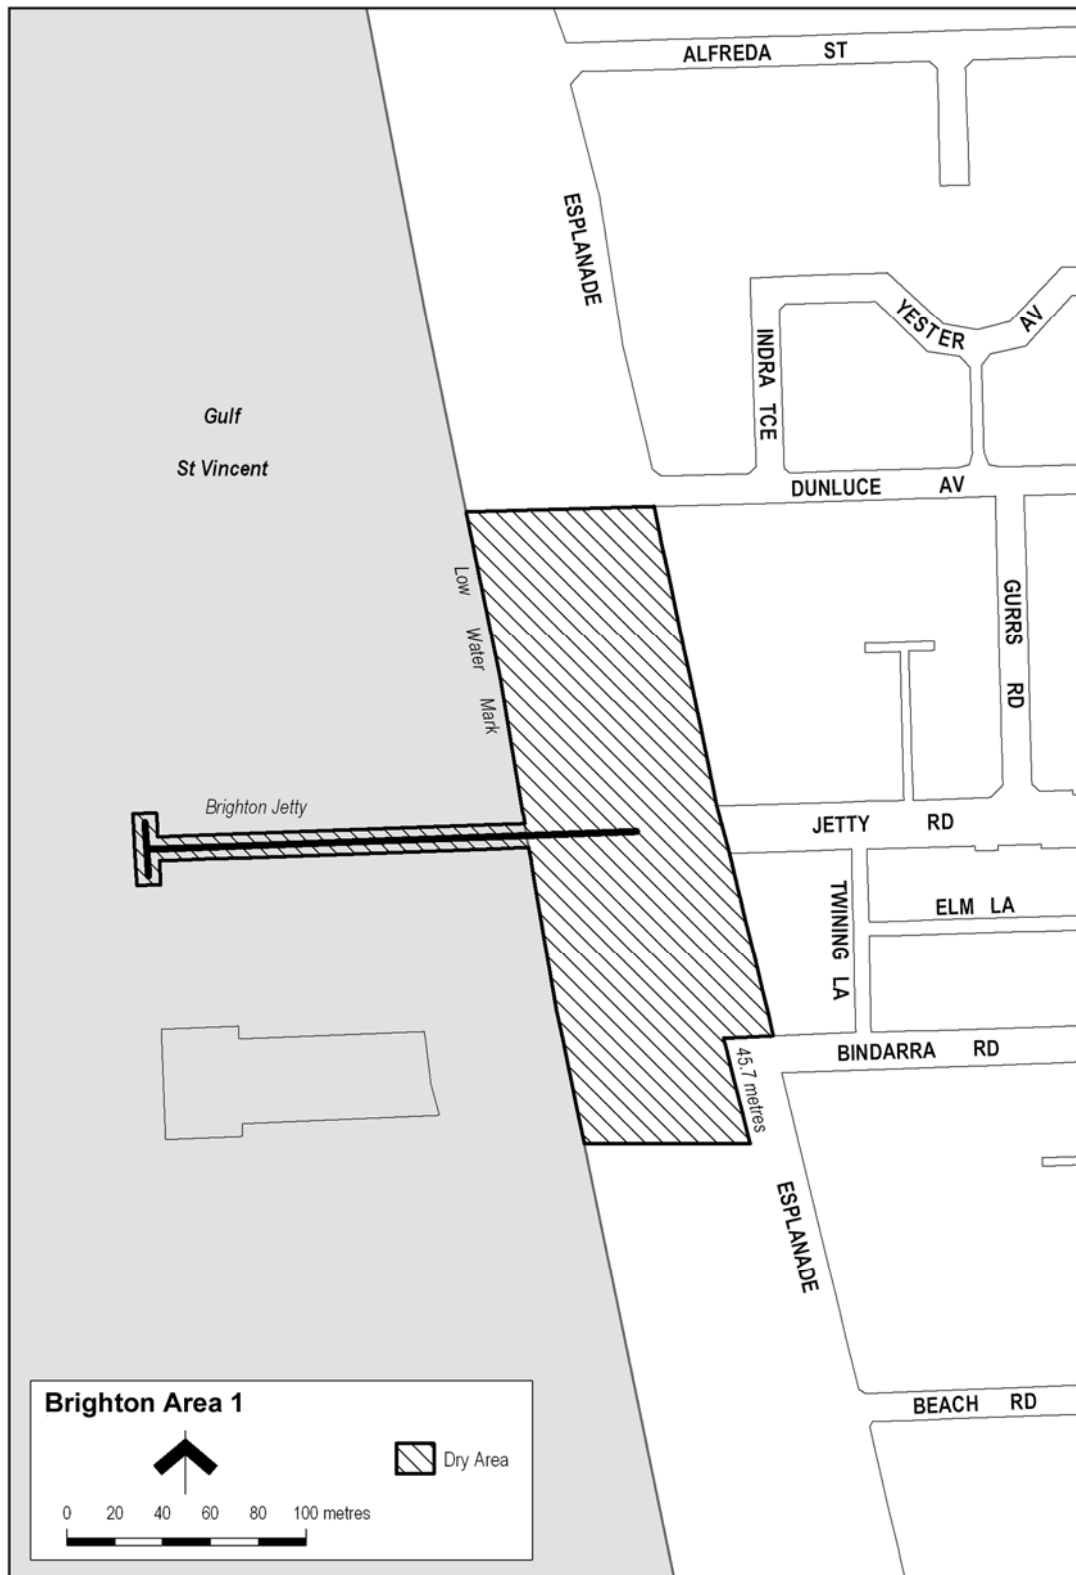 ALFREDA ST
ESPLANADE
YESTER AV
INDRA TCE
Gulf
St Vincent
DUNLUCE AV
Low Water Mark
GURRS RD
Brighton Jetty
JETTY RD
TWINING LA
ELM LA
BINDARRA RD
45.7 metres
ESPLANADE
BEACH RD
Brighton Area 1
Dry Area
0 20 40 60 80 100 metres